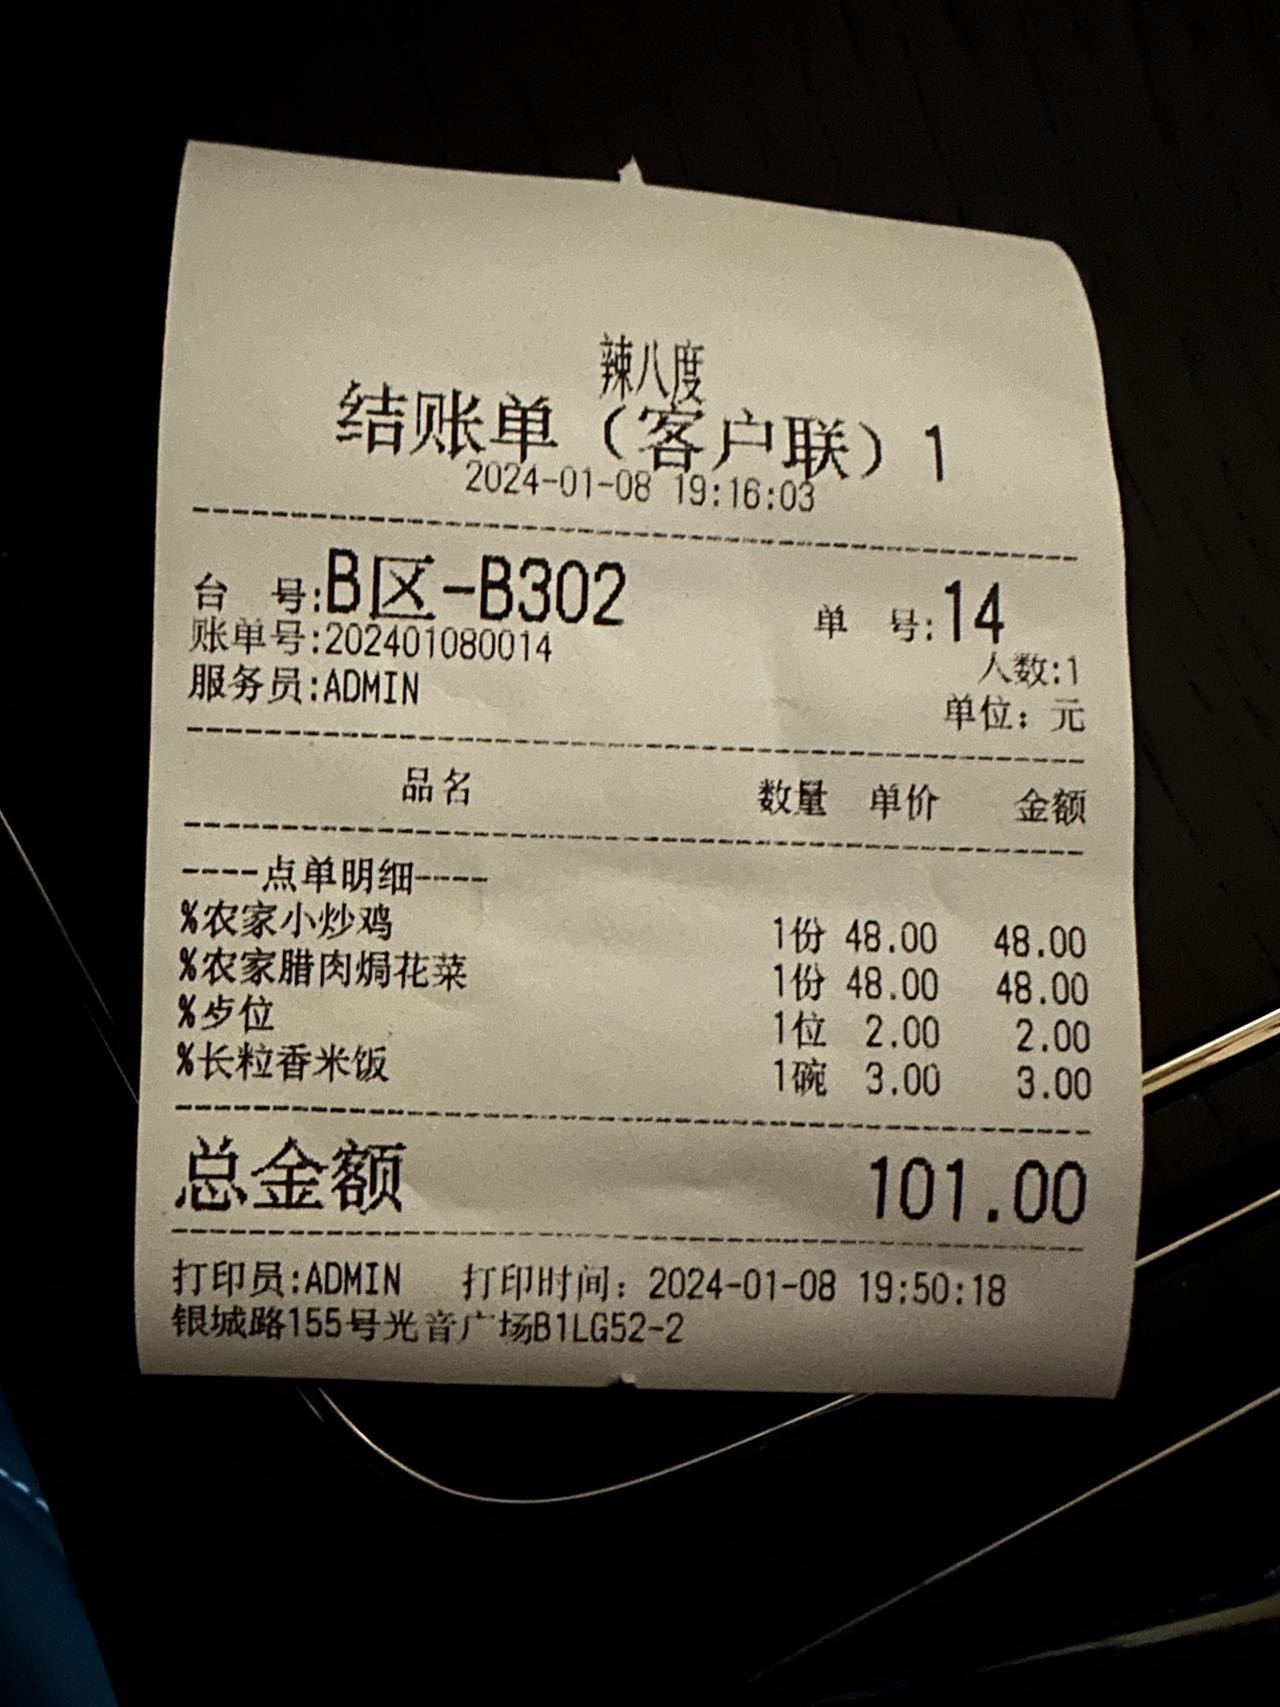 辣八度
结账单（客户联）1
2024-01-08 19:16:03
台 号:B区-B302 单 号:14
账单号:202401080014 人数:1
服务员:ADMIN 单位：元
品名 数量 单价 金额
----点单明细----
%农家小炒鸡 1份 48.00 48.00
%农家腊肉焗花菜 1份 48.00 48.00
%歺位 1位 2.00 2.00
%长粒香米饭 1碗 3.00 3.00
总金额 101.00
打印员:ADMIN 打印时间：2024-01-08 19:50:18
银城路155号光音广场B1LG52-2